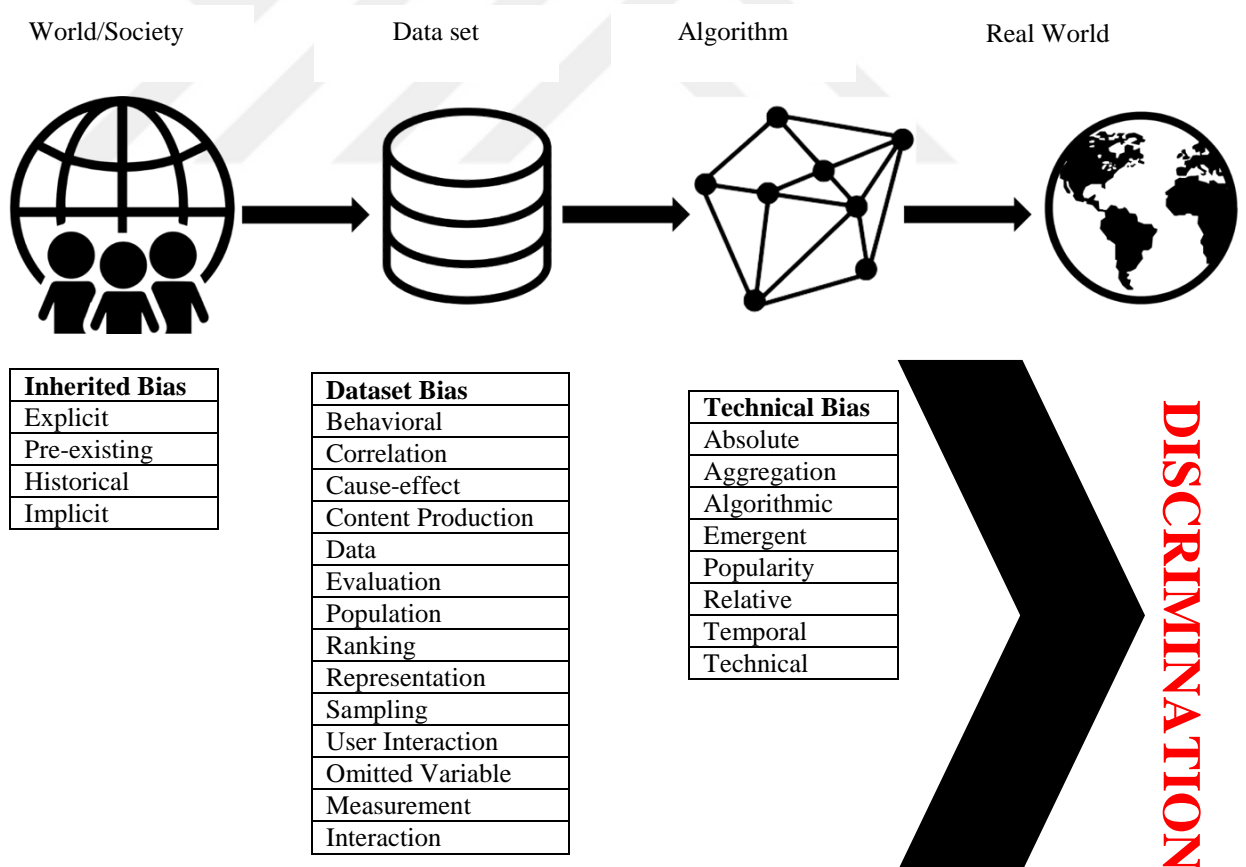 World/Society
Data set
Algorithm
Real World
Inherited Bias
Explicit
Pre-existing
Historical
Implicit
Dataset Bias
Behavioral
Correlation
Cause-effect
Content Production
Data
Evaluation
Population
Ranking
Representation
Sampling
User Interaction
Omitted Variable
Measurement
Interaction
Technical Bias
Absolute
Aggregation
Algorithmic
Emergent
Popularity
Relative
Temporal
Technical
DISCRIMINATION